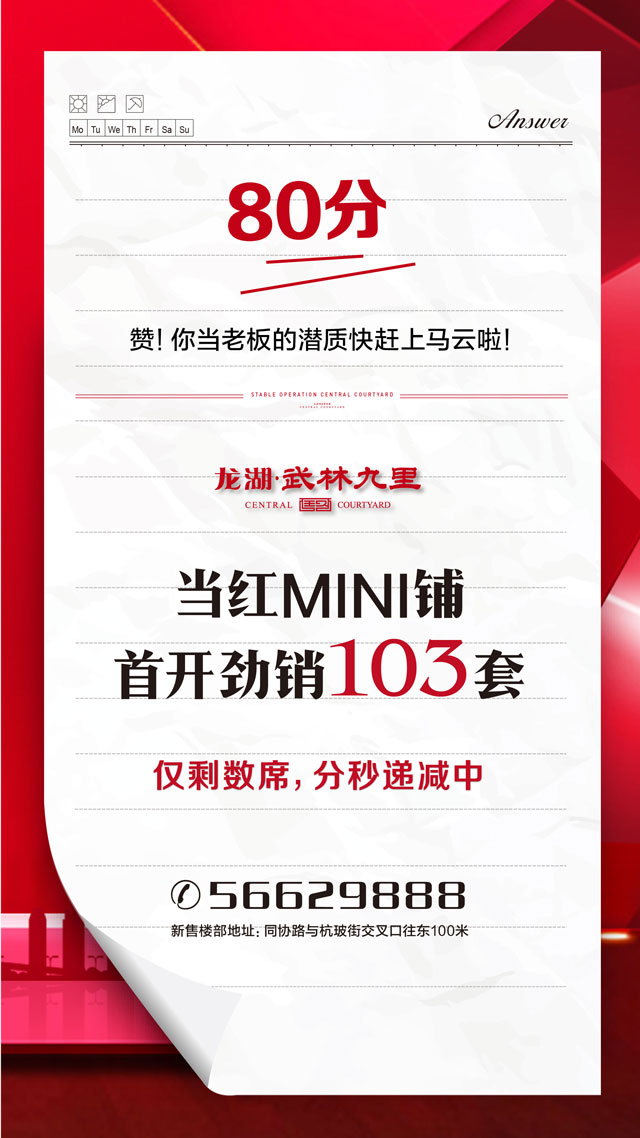 Mo Tu We Th Fr Sa Su
Answer
80分
赞！你当老板的潜质快赶上马云啦！
STABLE OPERATION CENTRAL COURTYARD
CENTRAL COURTYARD
龙湖·武林九里
CENTRAL COURTYARD
当红MINI铺
首开劲销103套
仅剩数席，分秒递减中
56629888
新售楼部地址：同协路与杭玻街交叉口往东100米